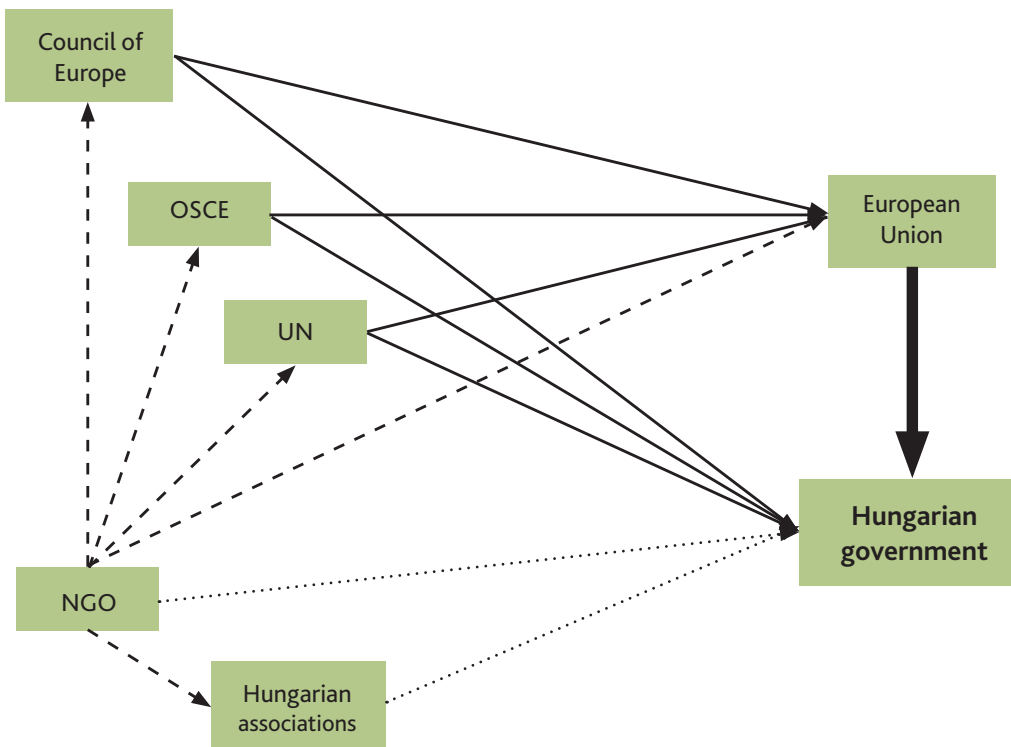 Council of
Europe
OSCE
European
Union
UN
Hungarian
government
NGO
Hungarian
associations